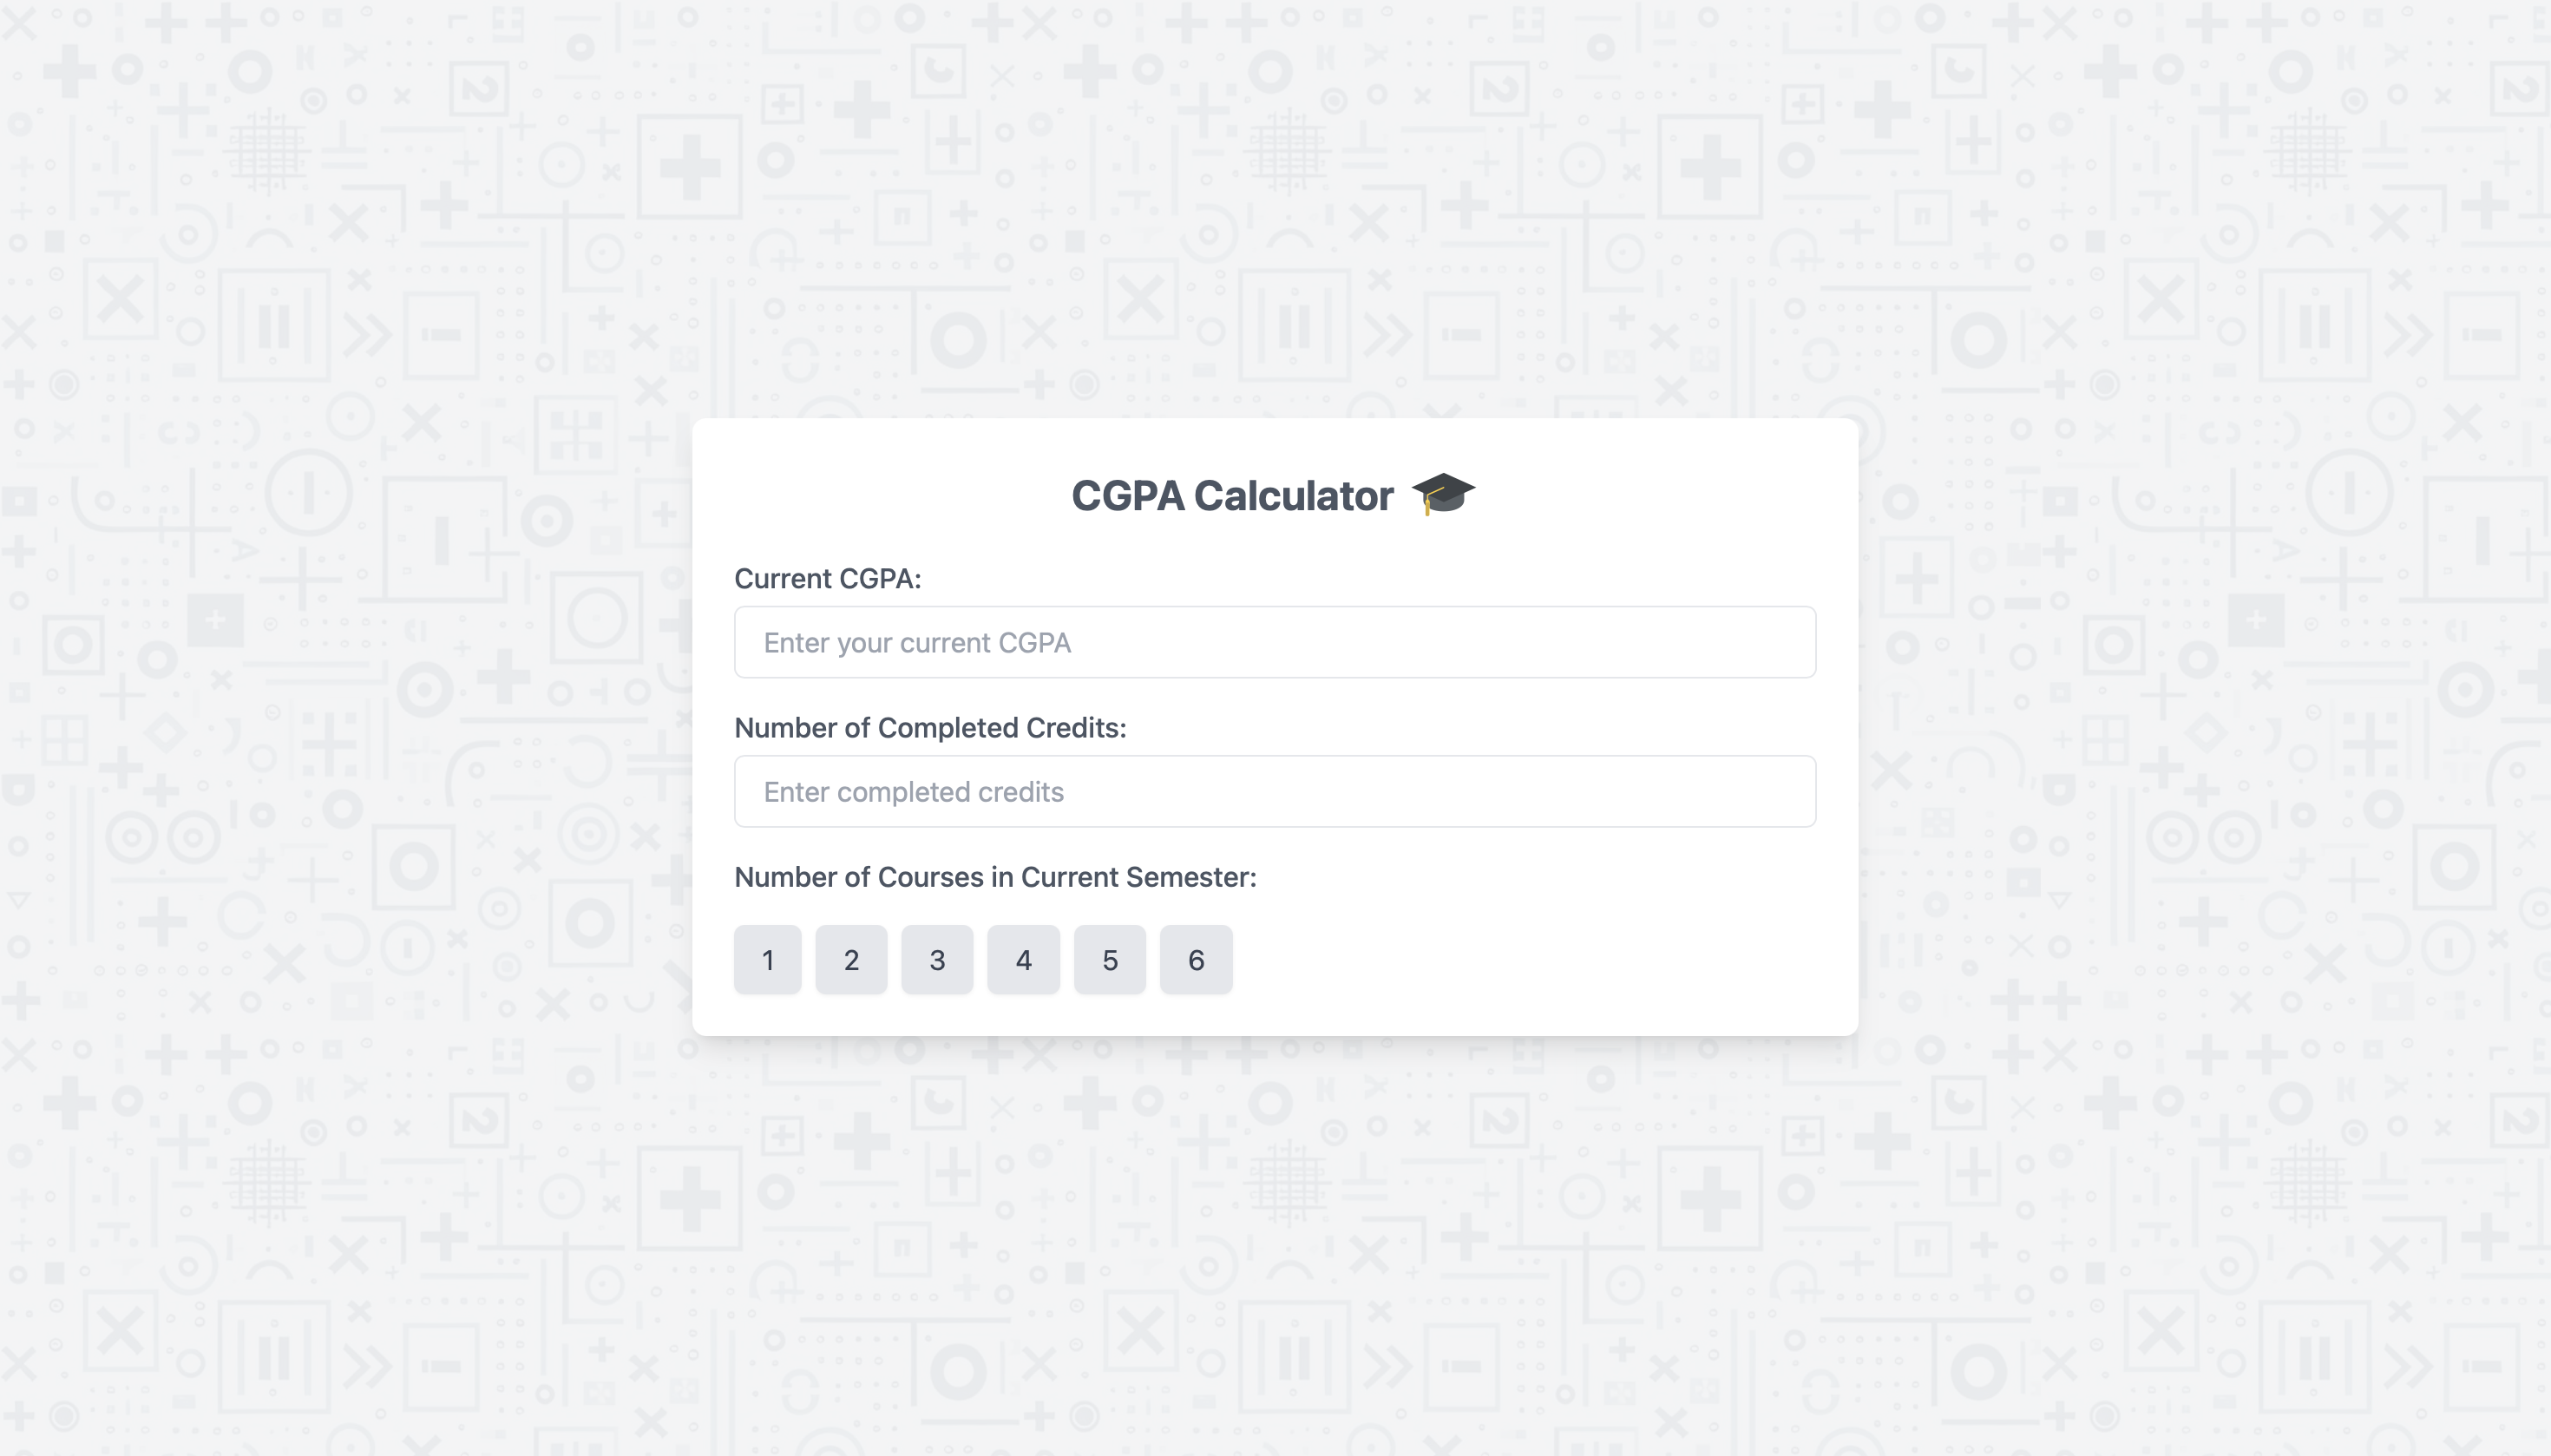 CGPA Calculator 🎓
Current CGPA:
Enter your current CGPA
Number of Completed Credits:
Enter completed credits
Number of Courses in Current Semester:
1 2 3 4 5 6